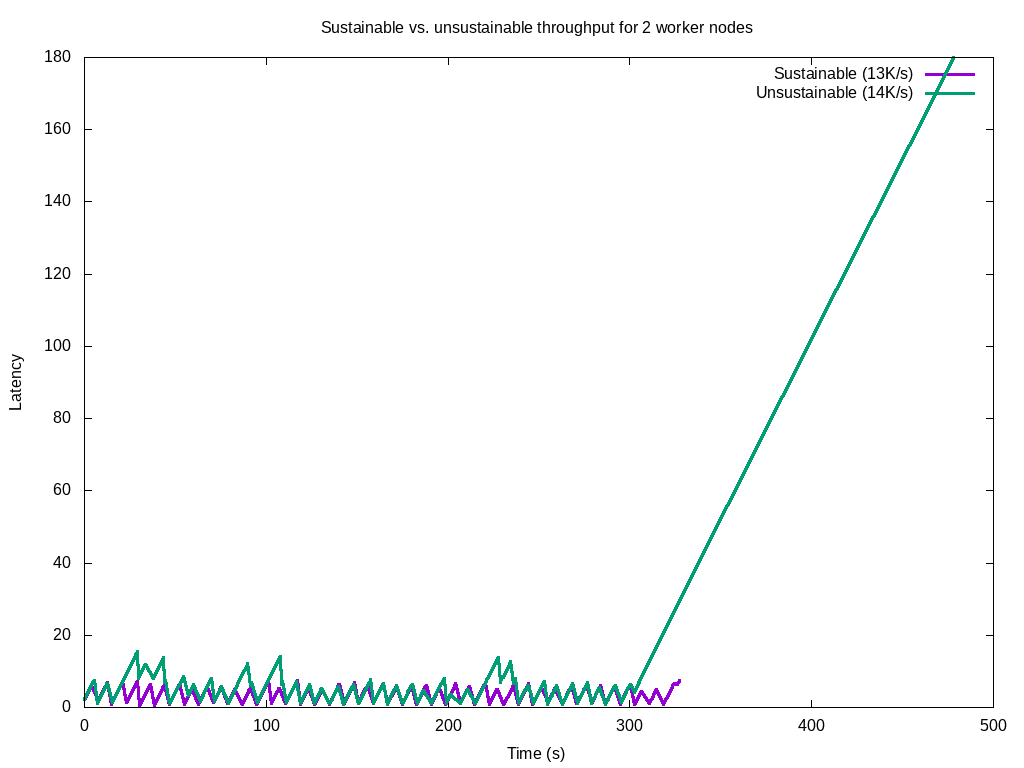 Sustainable vs. unsustainable throughput for 2 worker nodes
Sustainable (13K/s)
Unsustainable (14K/s)
180
160
140
120
100
80
60
40
20
0
Latency
0 100 200 300 400 500
Time (s)